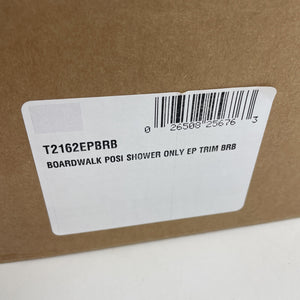 0 26508 25676 3
T2162EPBRB
BOARDWALK POSI SHOWER ONLY EP TRIM BRB